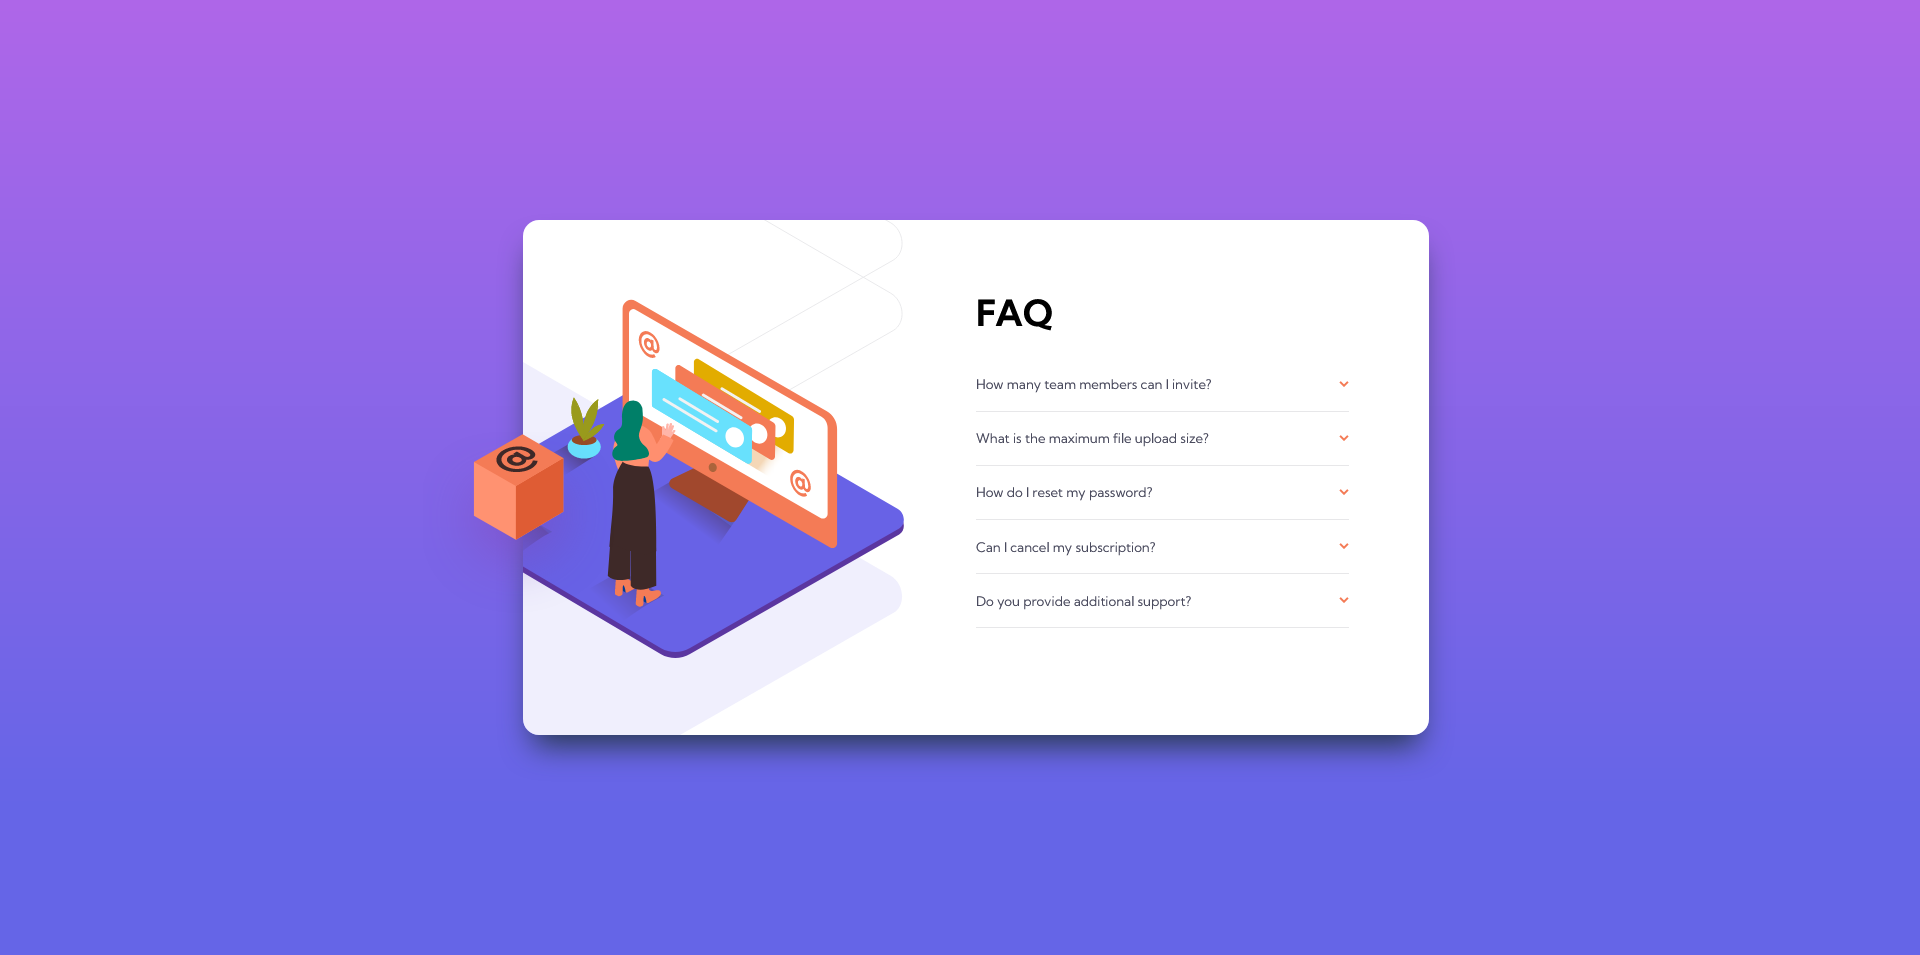 FAQ
How many team members can I invite?
What is the maximum file upload size?
How do I reset my password?
Can I cancel my subscription?
Do you provide additional support?
@
@
@